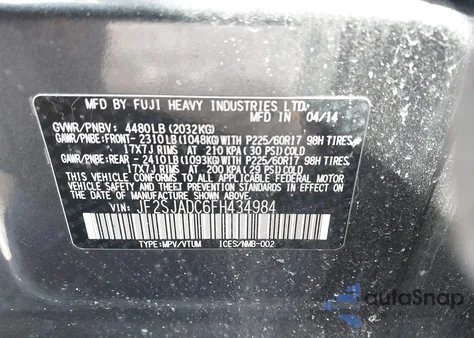 MFD BY FUJI HEAVY INDUSTRIES LTD.
MFD IN 04/14
GVWR/PNBV: 4480LB (2032KG)
GAWR/PNBE:FRONT- 2310LB (1048KG) WITH P225/60R17 98H TIRES,
17X7J RIMS, AT 210 KPA (30 PSI) COLD
GAWR/PNBE:REAR - 2410LB (1093KG) WITH P225/60R17 98H TIRES,
17X7J RIMS, AT 200 KPA (29 PSI) COLD
THIS VEHICLE CONFORMS TO ALL APPLICABLE U.S. FEDERAL MOTOR
VEHICLE SAFETY AND THEFT PREVENTION STANDARDS IN EFFECT ON
THE DATE OF MANUFACTURE SHOWN ABOVE.
JF2SJADC6FH434984
TYPE:MPV/VTUM ICES/NMB-002
autoSnap